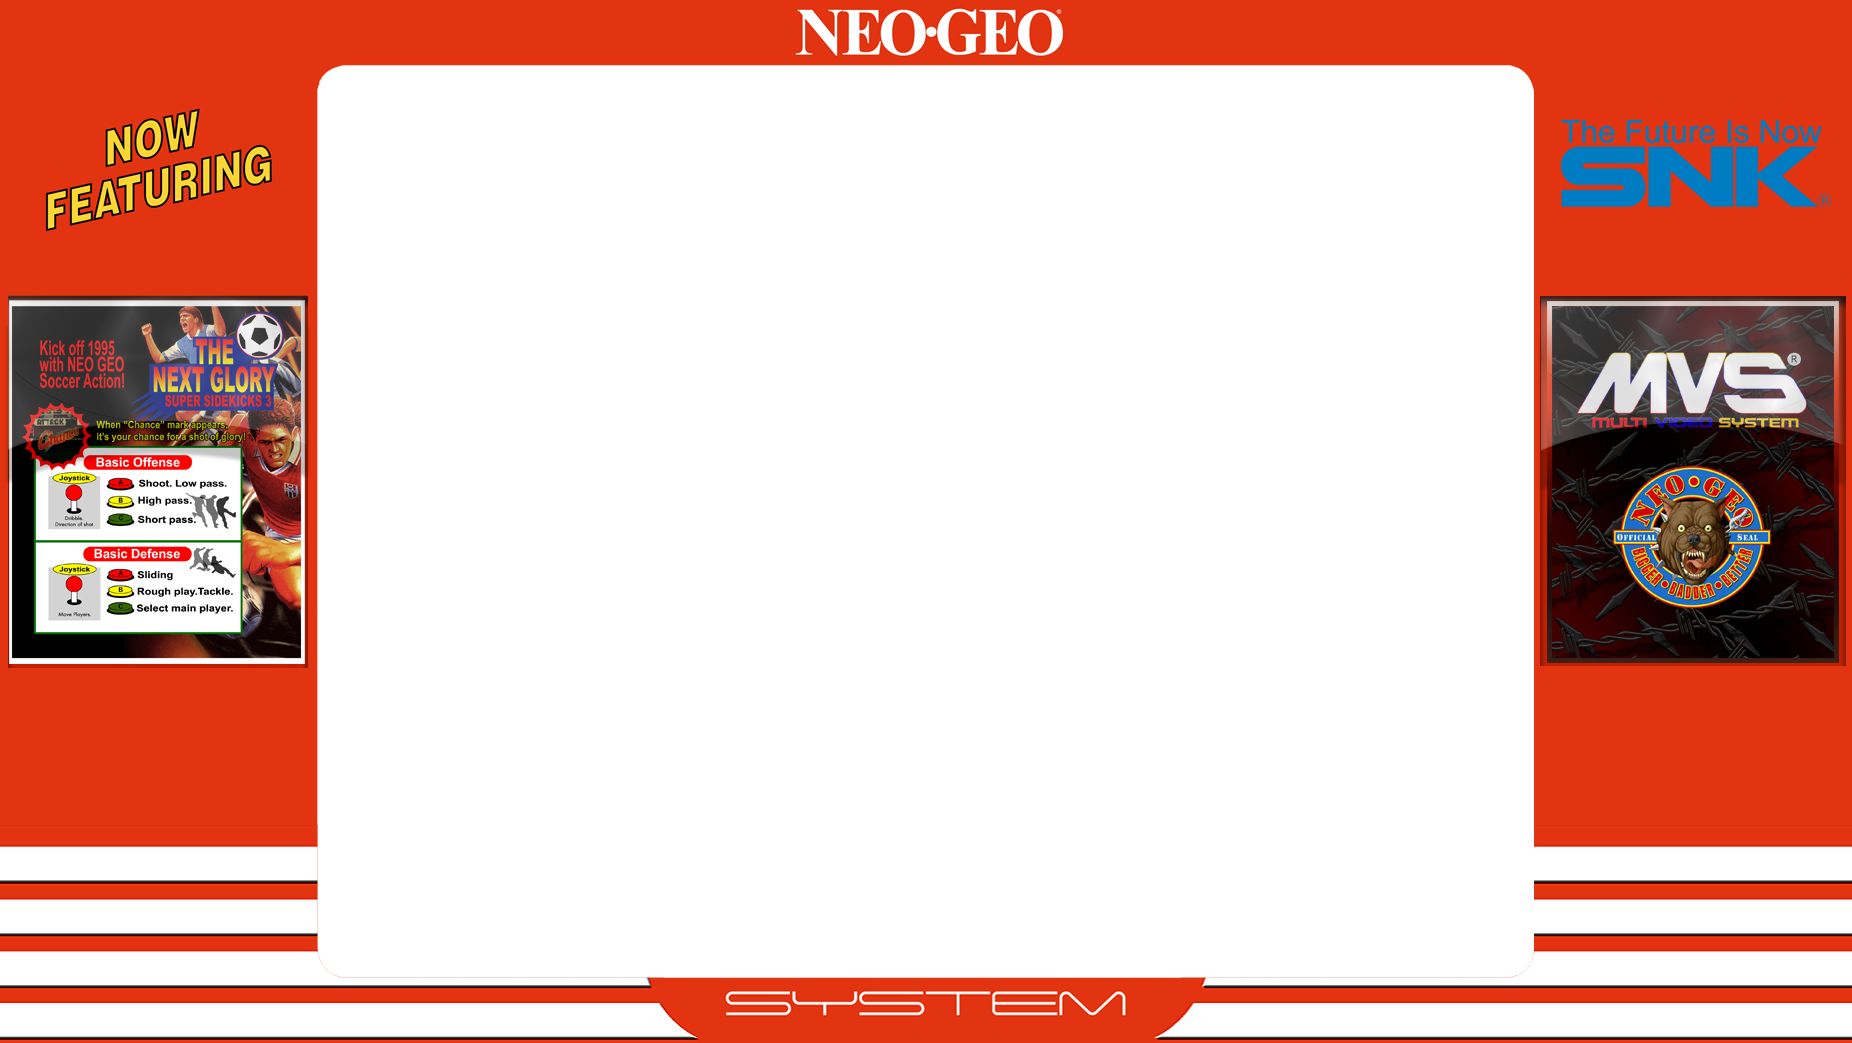 NEO•GEO®
NOW
FEATURING
The Future Is Now
SNK®
Kick off 1995
with NEO GEO
Soccer Action!
THE
NEXT GLORY
SUPER SIDEKICKS 3
ATTACK
Chance
When "Chance" mark appears,
It's your chance for a shot of glory!
Basic Offense
Joystick
Dribble.
Direction of shot.
A Shoot. Low pass.
B High pass.
C Short pass.
Basic Defense
Joystick
Move Players.
A Sliding
B Rough play.Tackle.
C Select main player.
MVS®
MULTI VIDEO SYSTEM
NEO•GEO
OFFICIAL SEAL
BIGGER•BADDER•BETTER
SYSTEM